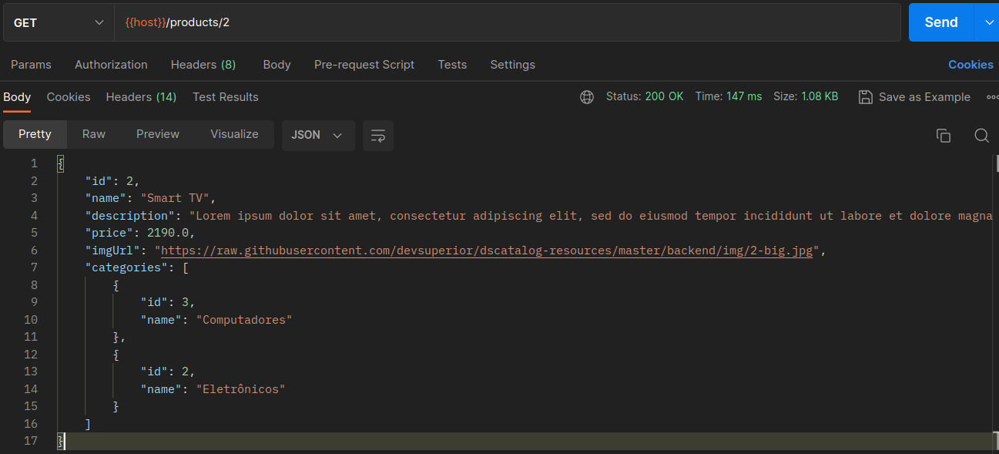 GET {{host}}/products/2 Send
Params Authorization Headers (8) Body Pre-request Script Tests Settings Cookies
Body Cookies Headers (14) Test Results Status: 200 OK Time: 147 ms Size: 1.08 KB Save as Example
Pretty Raw Preview Visualize JSON
1 {
2 "id": 2,
3 "name": "Smart TV",
4 "description": "Lorem ipsum dolor sit amet, consectetur adipiscing elit, sed do eiusmod tempor incididunt ut labore et dolore magna
5 "price": 2190.0,
6 "imgUrl": "https://raw.githubusercontent.com/devsuperior/dscatalog-resources/master/backend/img/2-big.jpg",
7 "categories": [
8 {
9 "id": 3,
10 "name": "Computadores"
11 },
12 {
13 "id": 2,
14 "name": "Eletrônicos"
15 }
16 ]
17 }